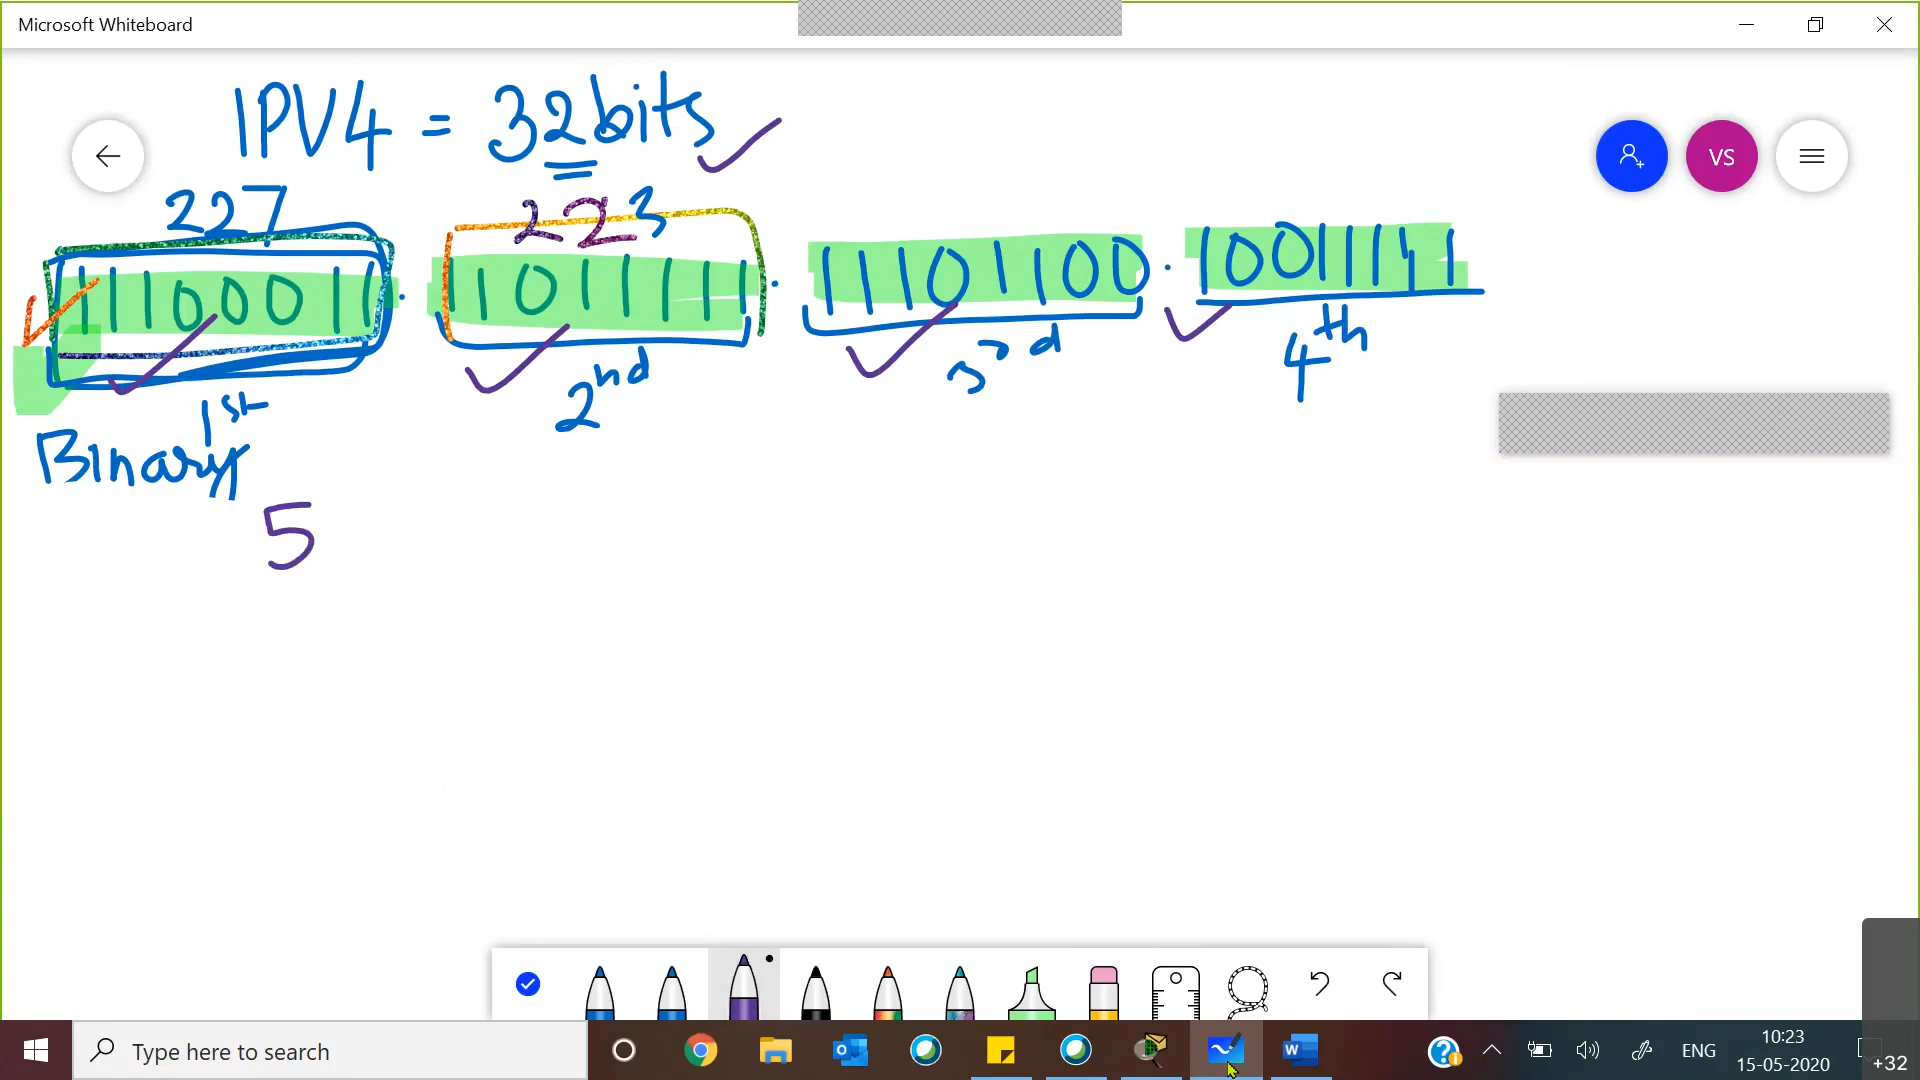 Microsoft Whiteboard
IPV4 = 32bits
VS
227 223
11100011 . 11011111 . 11101100 . 10011111
1st 2nd 3rd 4th
Binary
5
Type here to search
ENG
10:23
15-05-2020
+32